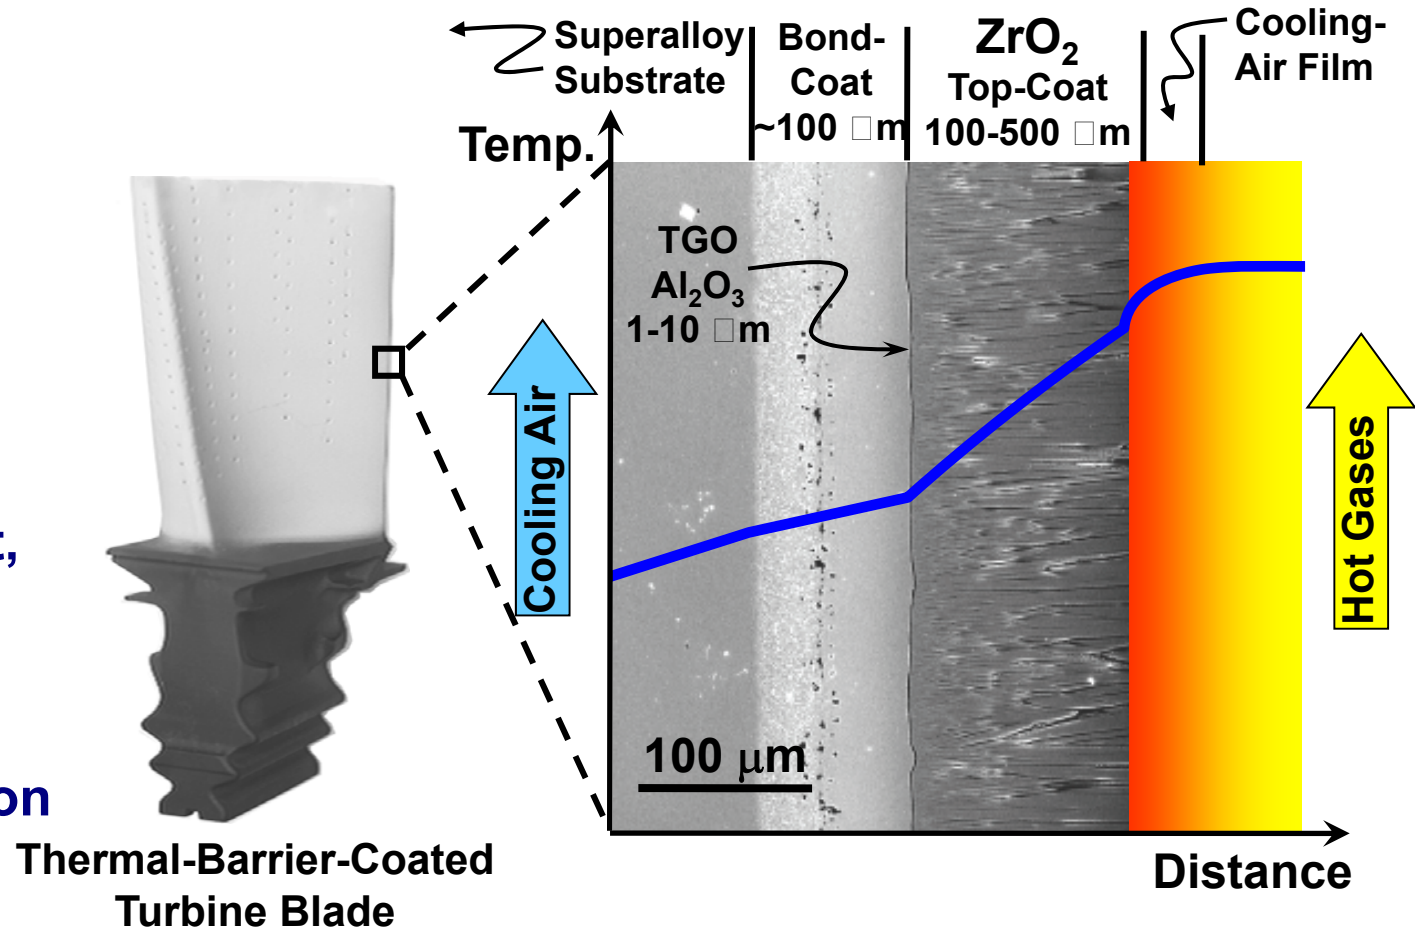 Superalloy
Substrate
Bond-
Coat
~100 □m
ZrO₂
Top-Coat
100-500 □m
Cooling-
Air Film
Temp.
TGO
Al₂O₃
1-10 □m
Cooling Air
Hot Gases
100 μm
Distance
t,
on
Thermal-Barrier-Coated
Turbine Blade